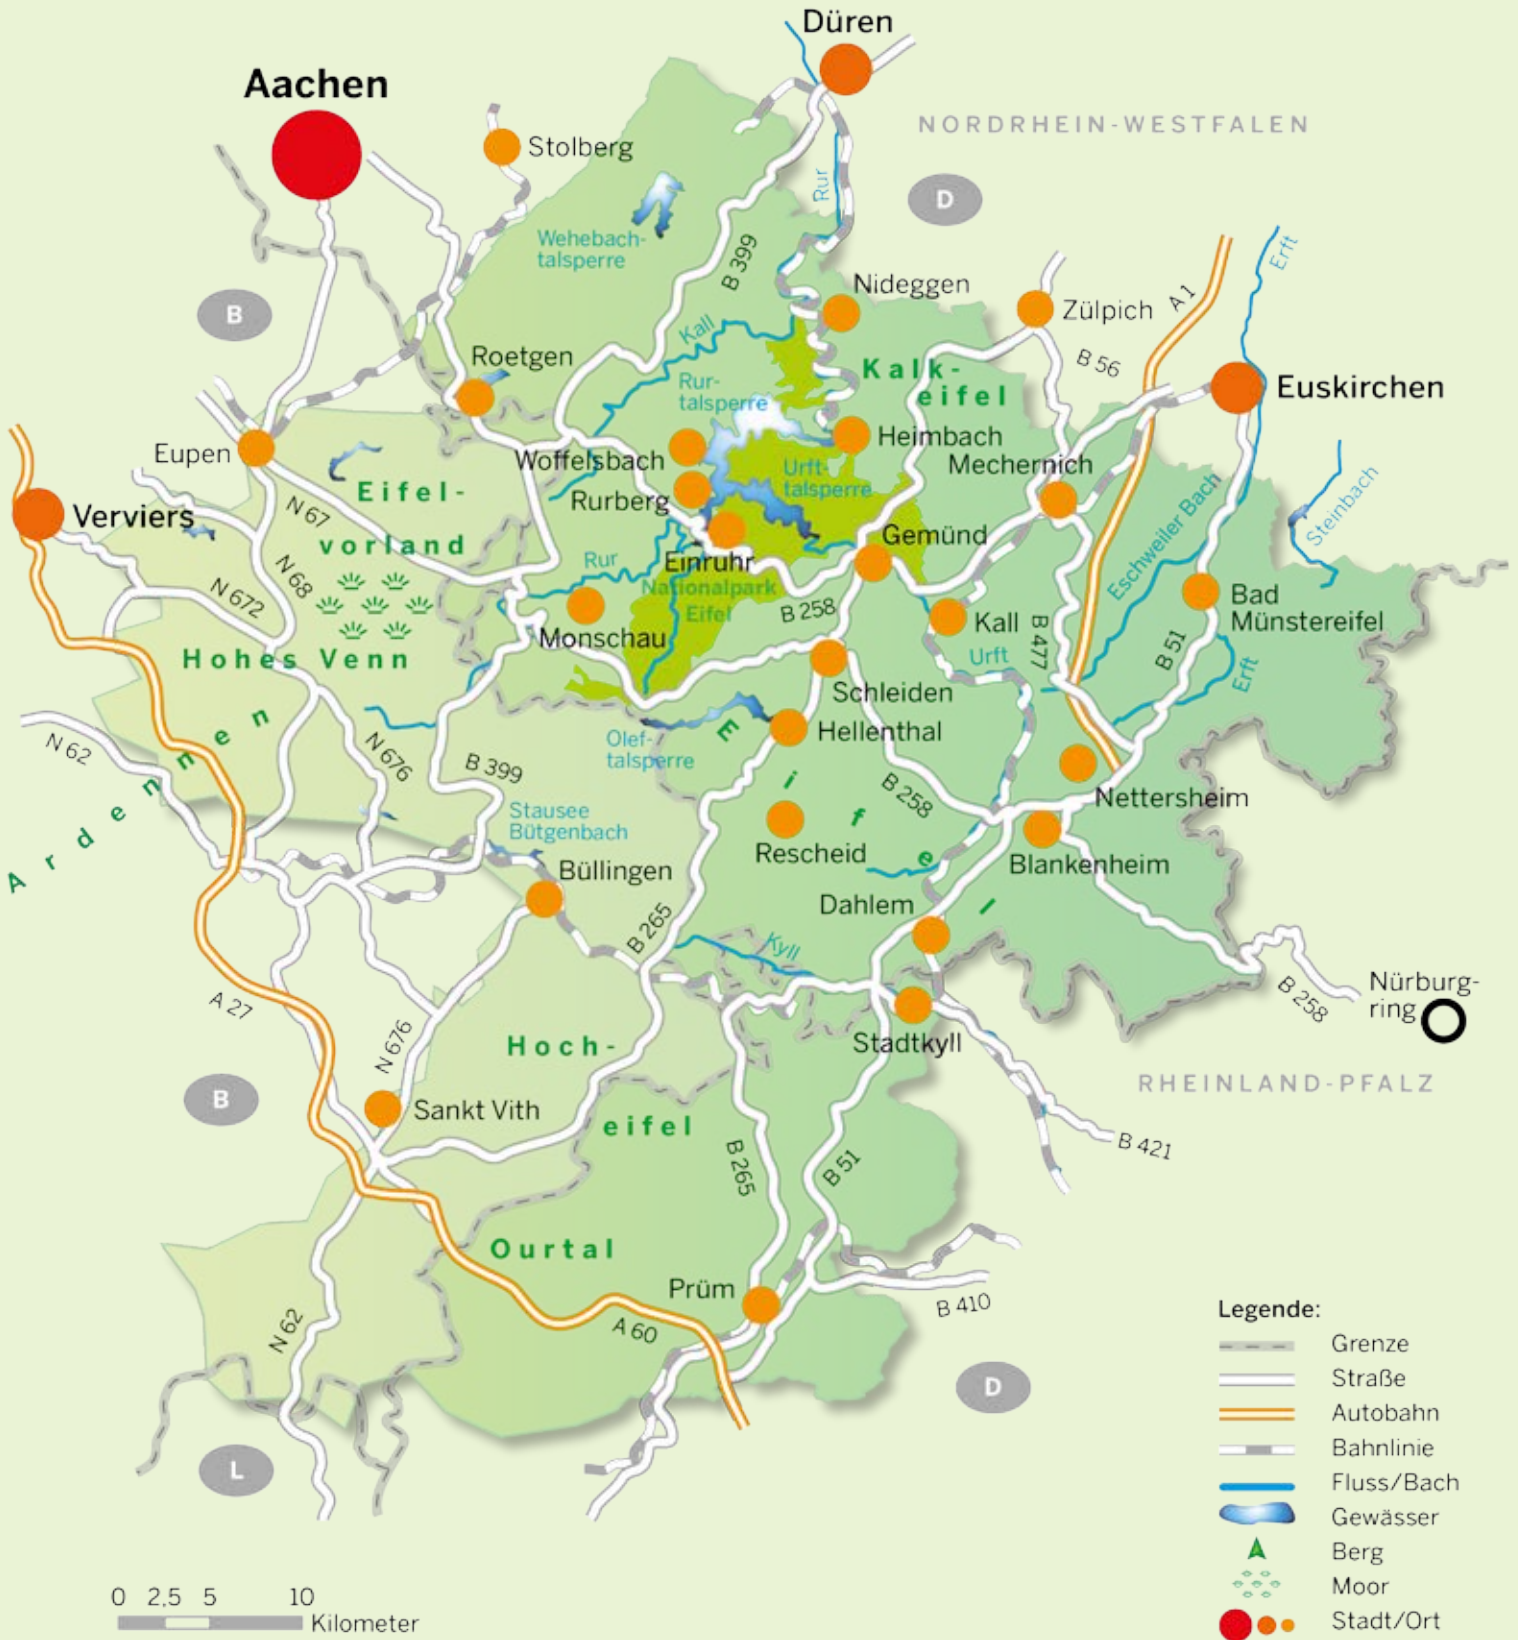 Düren
Aachen
NORDRHEIN-WESTFALEN
Stolberg
D
Rur
Wehebach-
talsperre
B 399
Erft
B
Nideggen
A 1
Zülpich
Kall
Roetgen
B 56
Kalk-
eifel
Rur-
talsperre
Euskirchen
Heimbach
Eupen
Woffelsbach
Mechernich
Urft-
talsperre
Eifel-
vorland
Rurberg
N 67
Verviers
Steinbach
Eschweiler Bach
Gemünd
Einruhr
Rur
Nationalpark
Eifel
N 68
N 672
B 258
Bad
Münstereifel
Monschau
Kall
B 477
B 51
Hohes Venn
Urft
Erft
Schleiden
Hellenthal
Olef-
talsperre
N 62
N 676
B 399
B 258
Nettersheim
Ardennen
Eifel
Stausee
Bütgenbach
Rescheid
Blankenheim
Büllingen
Dahlem
B 265
Kyll
Nürburg-
ring
B 258
A 27
Stadtkyll
N 676
Hoch-
eifel
RHEINLAND-PFALZ
B
Sankt Vith
B 421
B 265
B 51
Ourtal
Prüm
B 410
A 60
N 62
D
L
Legende:
Grenze
Straße
Autobahn
Bahnlinie
Fluss/Bach
Gewässer
Berg
Moor
Stadt/Ort
0 2,5 5 10
Kilometer